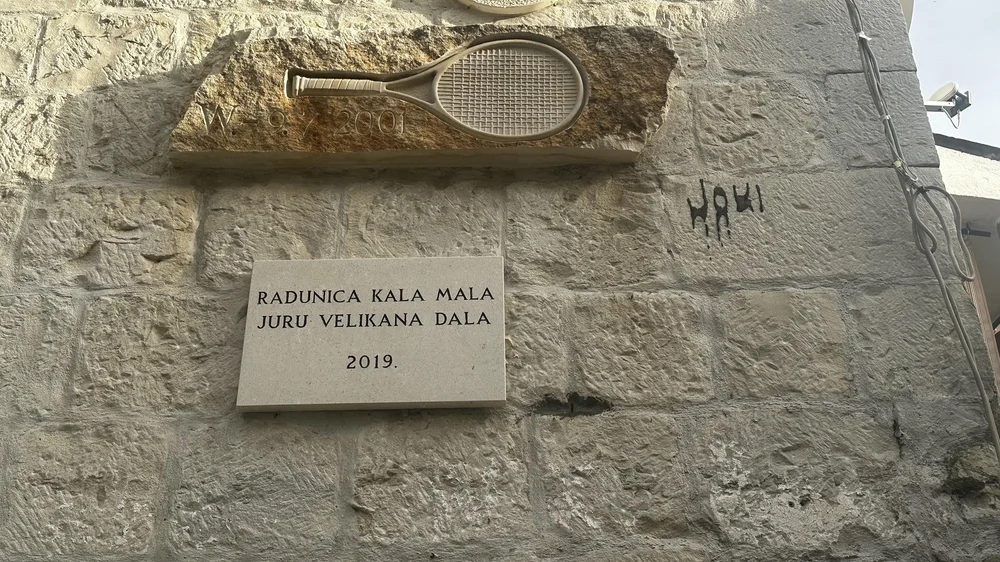 W 9.7.2001
RADUNICA KALA MALA
JURU VELIKANA DALA
2019.